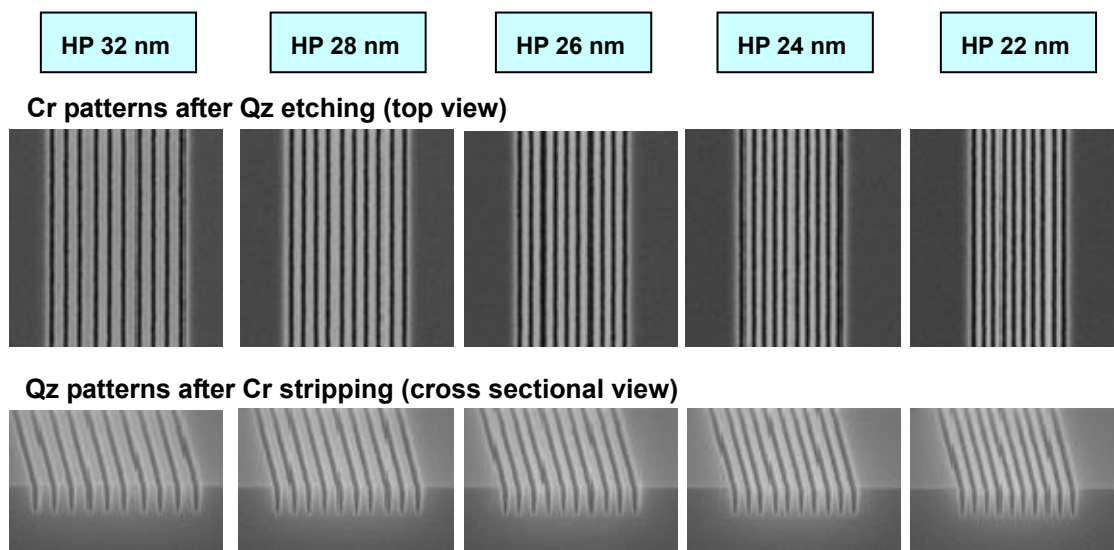 HP 32 nm
HP 28 nm
HP 26 nm
HP 24 nm
HP 22 nm
Cr patterns after Qz etching (top view)
Qz patterns after Cr stripping (cross sectional view)